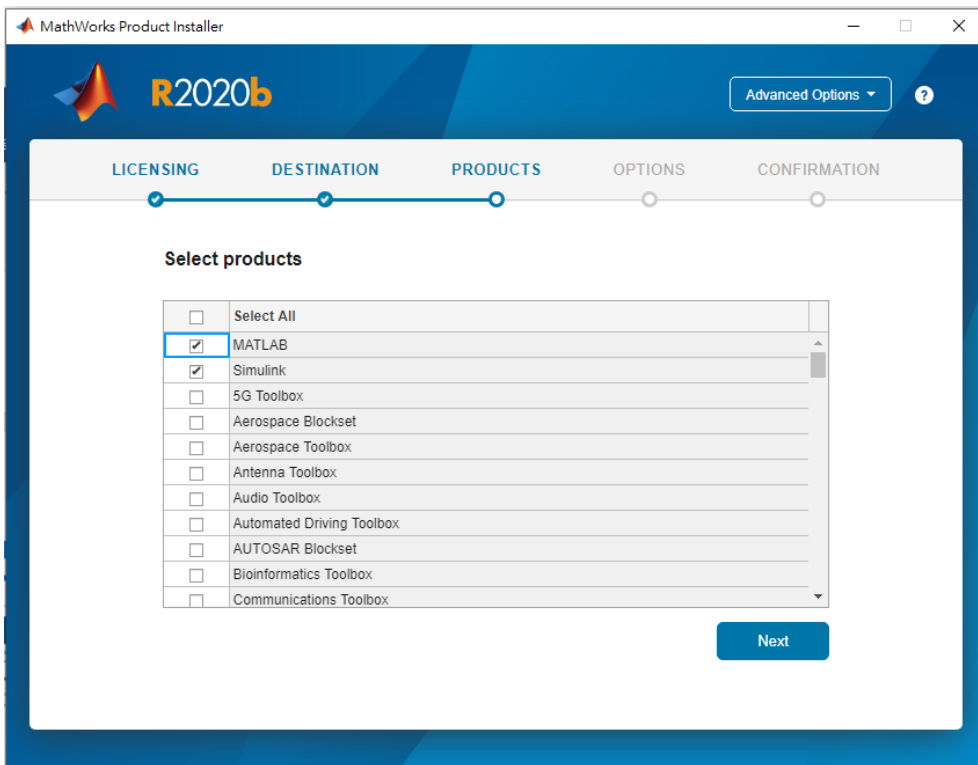 MathWorks Product Installer
R2020b
Advanced Options
?
LICENSING DESTINATION PRODUCTS OPTIONS CONFIRMATION
Select products
Select All
MATLAB
Simulink
5G Toolbox
Aerospace Blockset
Aerospace Toolbox
Antenna Toolbox
Audio Toolbox
Automated Driving Toolbox
AUTOSAR Blockset
Bioinformatics Toolbox
Communications Toolbox
Next